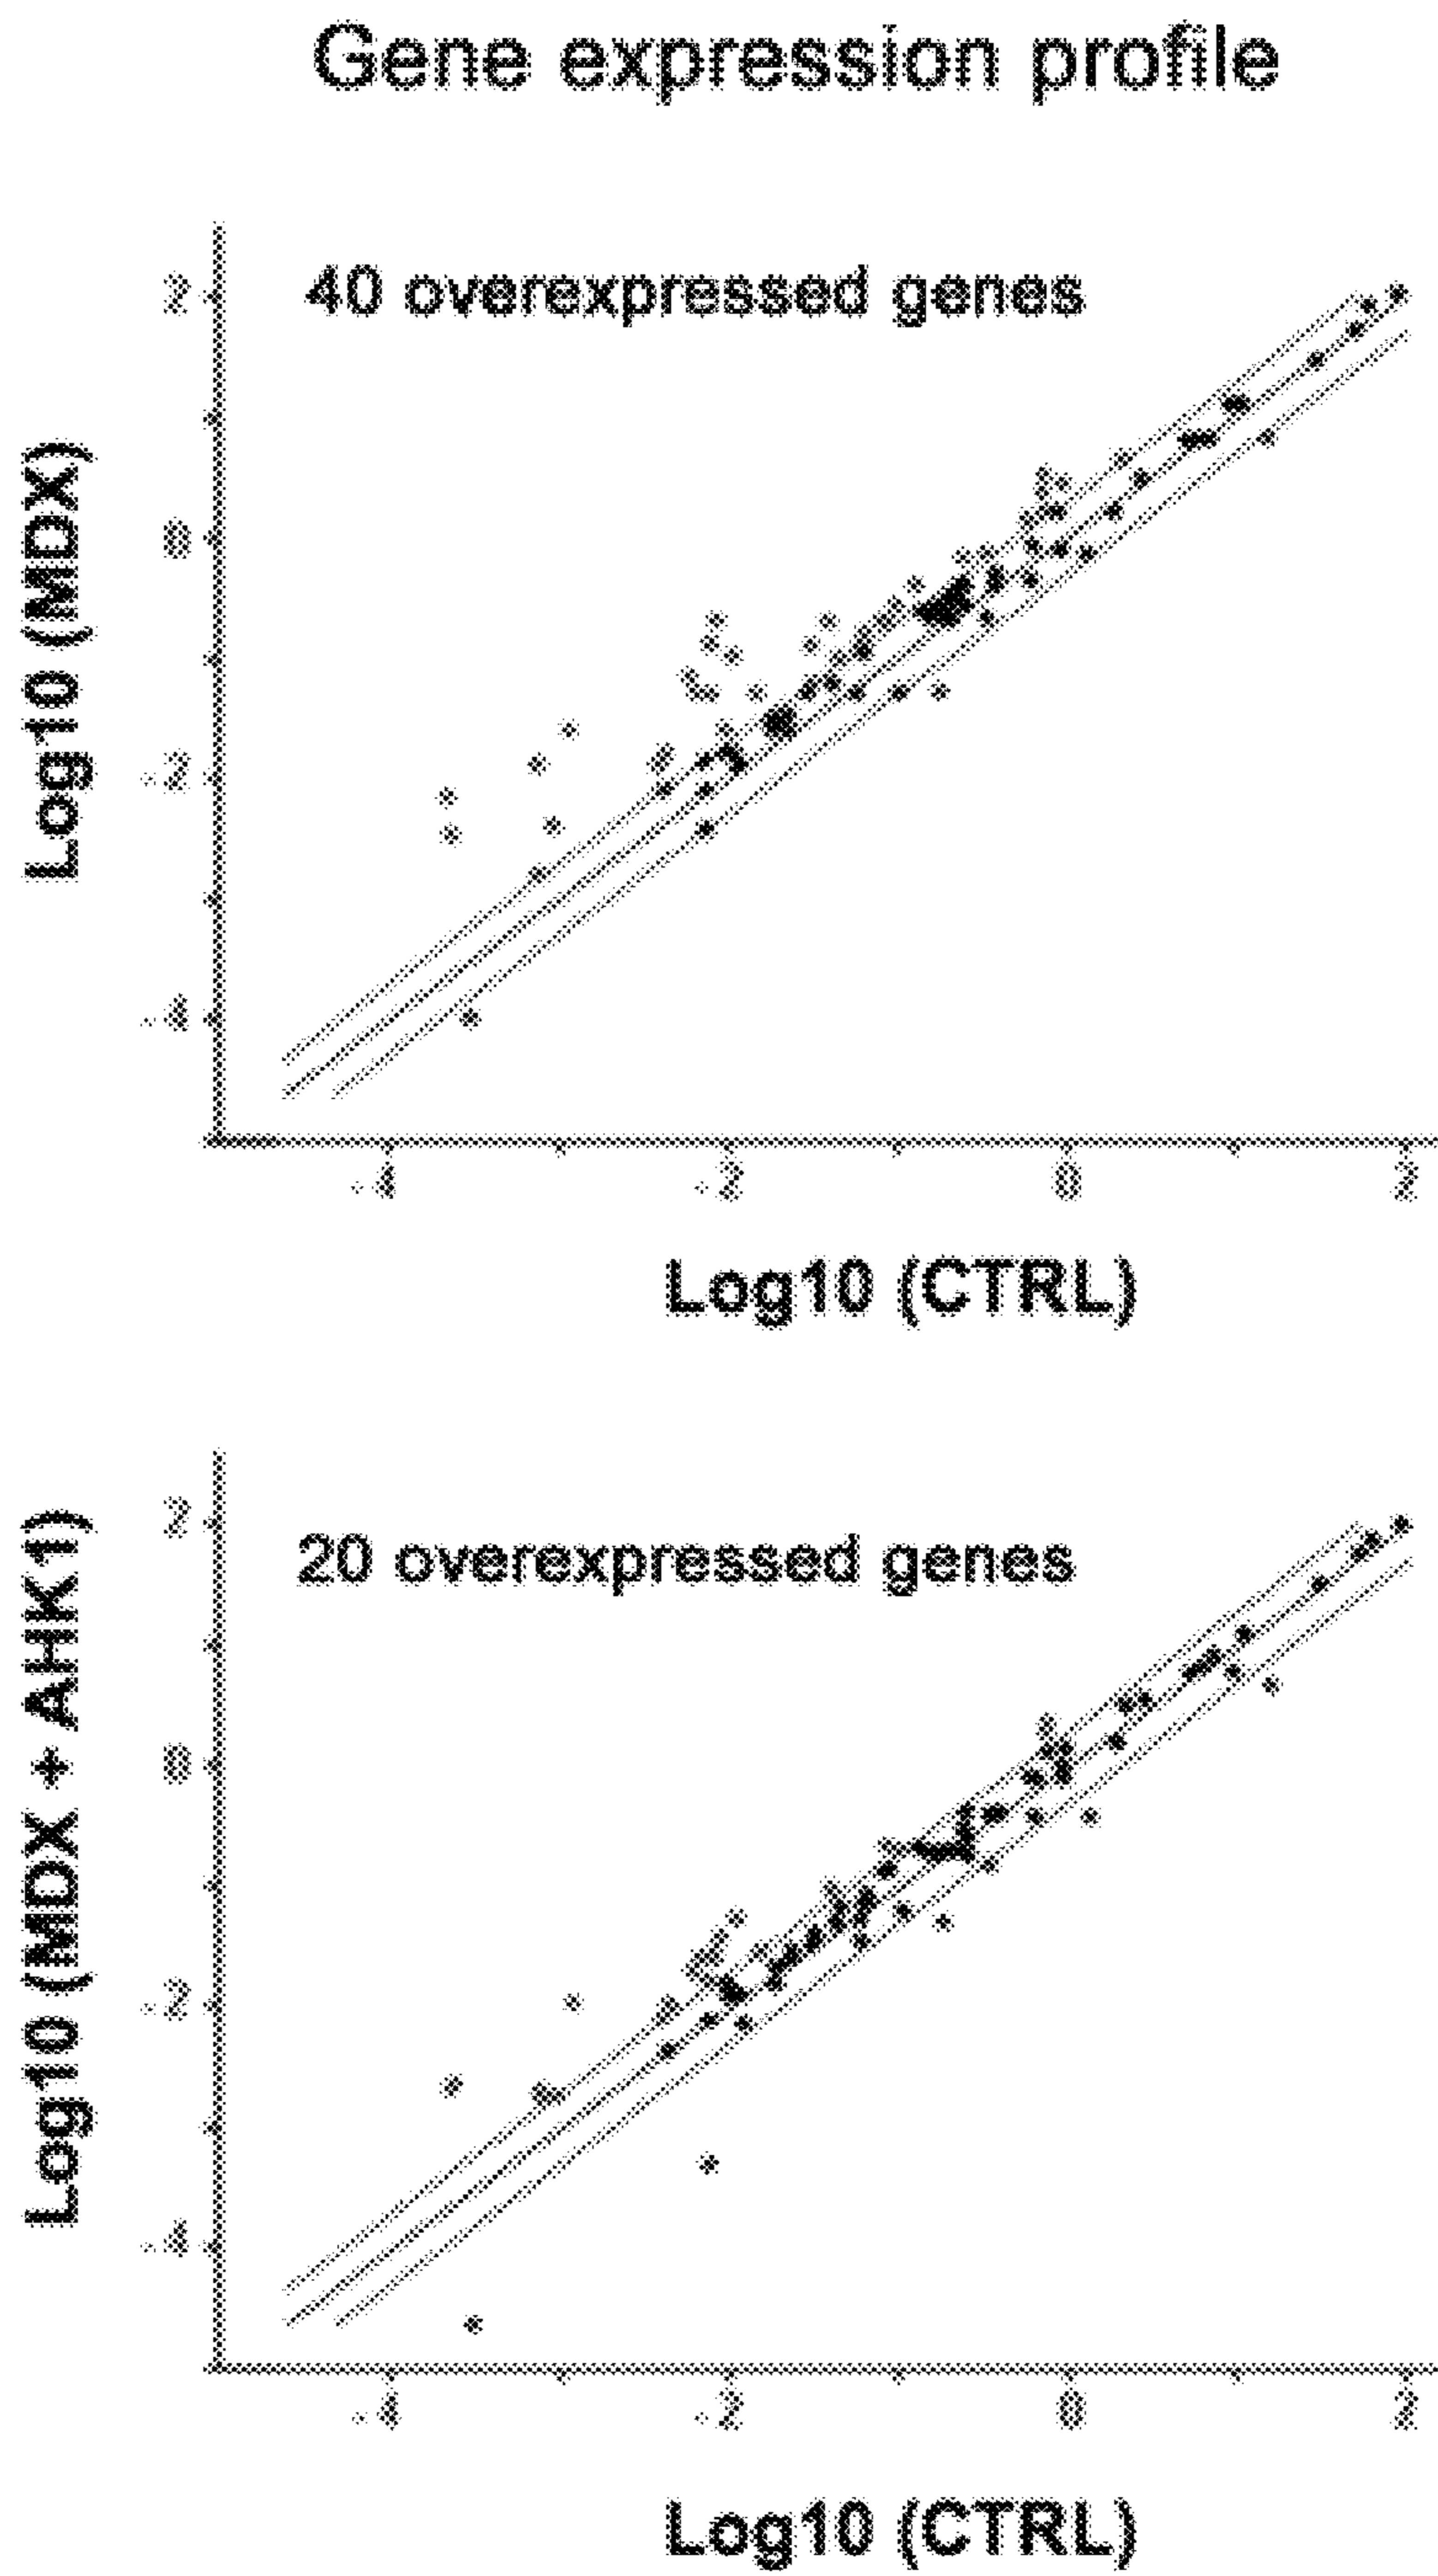 Gene expression profile
40 overexpressed genes
2
0
-2
-4
Log10 (MDX)
-4 -2 0 2
Log10 (CTRL)
20 overexpressed genes
2
0
-2
-4
Log10 (MDX + AHK1)
-4 -2 0 2
Log10 (CTRL)